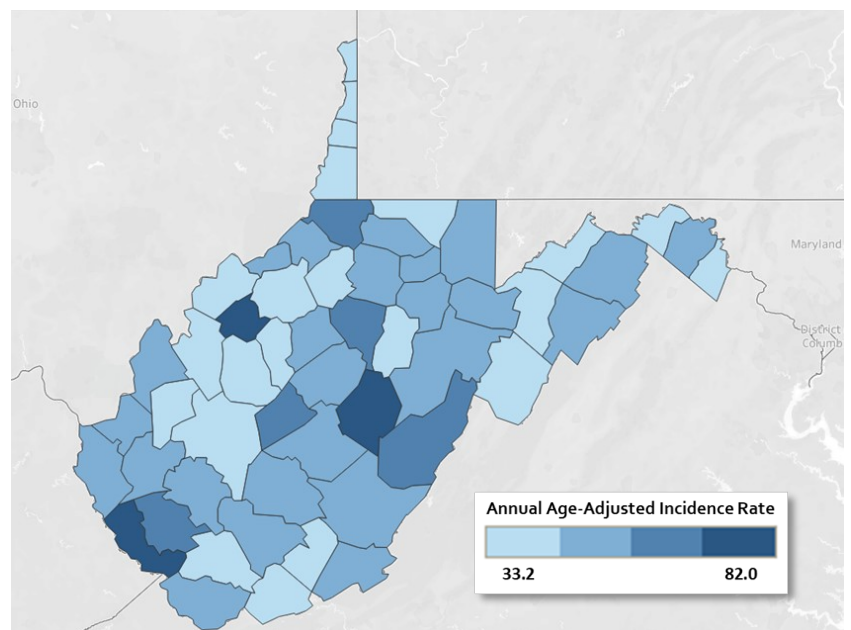 Ohio
Maryland
District
Columb
Annual Age-Adjusted Incidence Rate
33.2
82.0